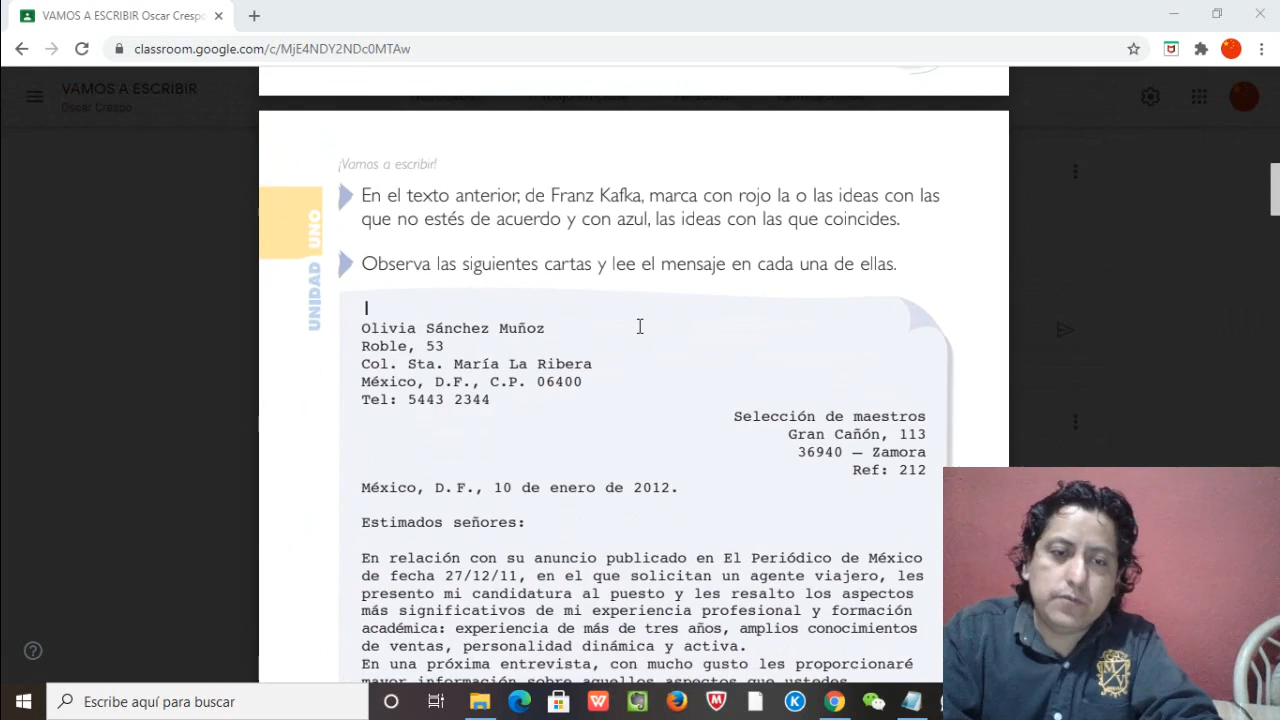 VAMOS A ESCRIBIR Oscar Crespo
classroom.google.com/c/MjE4NDY2NDc0MTAw
VAMOS A ESCRIBIR
Oscar Crespo
¡Vamos a escribir!
En el texto anterior, de Franz Kafka, marca con rojo la o las ideas con las
que no estés de acuerdo y con azul, las ideas con las que coincides.
UNIDAD UNO
Observa las siguientes cartas y lee el mensaje en cada una de ellas.
Olivia Sánchez Muñoz
Roble, 53
Col. Sta. María La Ribera
México, D.F., C.P. 06400
Tel: 5443 2344
Selección de maestros
Gran Cañón, 113
36940 – Zamora
Ref: 212
México, D.F., 10 de enero de 2012.
Estimados señores:
En relación con su anuncio publicado en El Periódico de México
de fecha 27/12/11, en el que solicitan un agente viajero, les
presento mi candidatura al puesto y les resalto los aspectos
más significativos de mi experiencia profesional y formación
académica: experiencia de más de tres años, amplios conocimientos
de ventas, personalidad dinámica y activa.
En una próxima entrevista, con mucho gusto les proporcionaré
mayor información sobre aquellos aspectos que ustedes
Escribe aquí para buscar